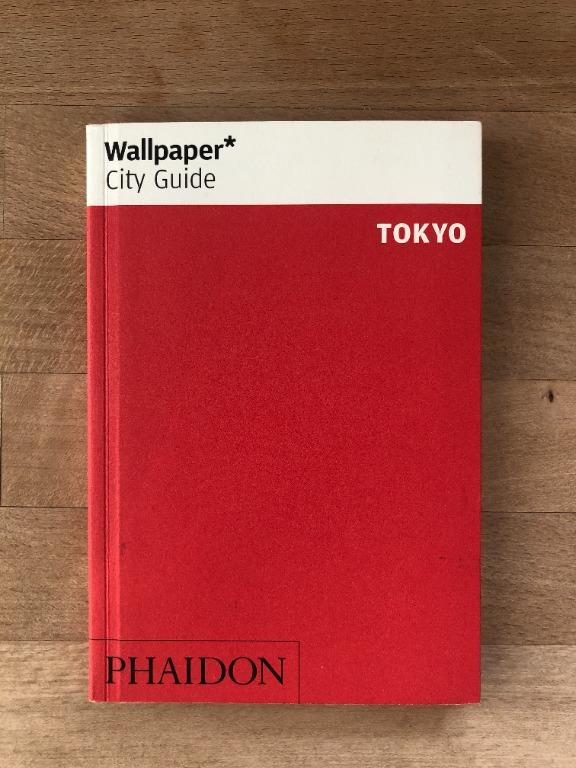 Wallpaper*
City Guide
TOKYO
PHAIDON